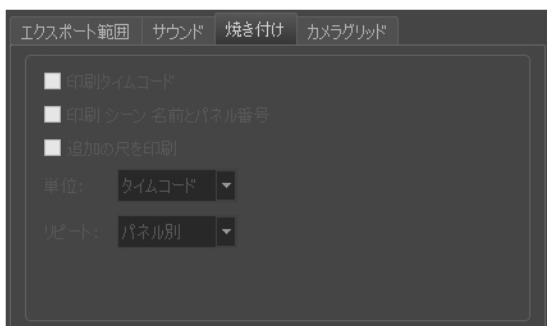 エクスポート範囲 サウンド 焼き付け カメラグリッド
印刷タイムコード
印刷 シーン 名前とパネル番号
追加の尺を印刷
単位: タイムコード
リピート: パネル別